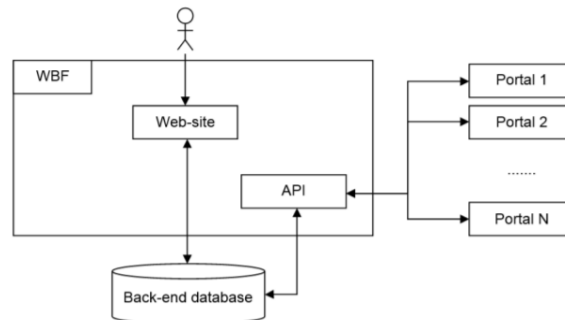 WBF
Web-site
API
Back-end database
Portal 1
Portal 2
.......
Portal N